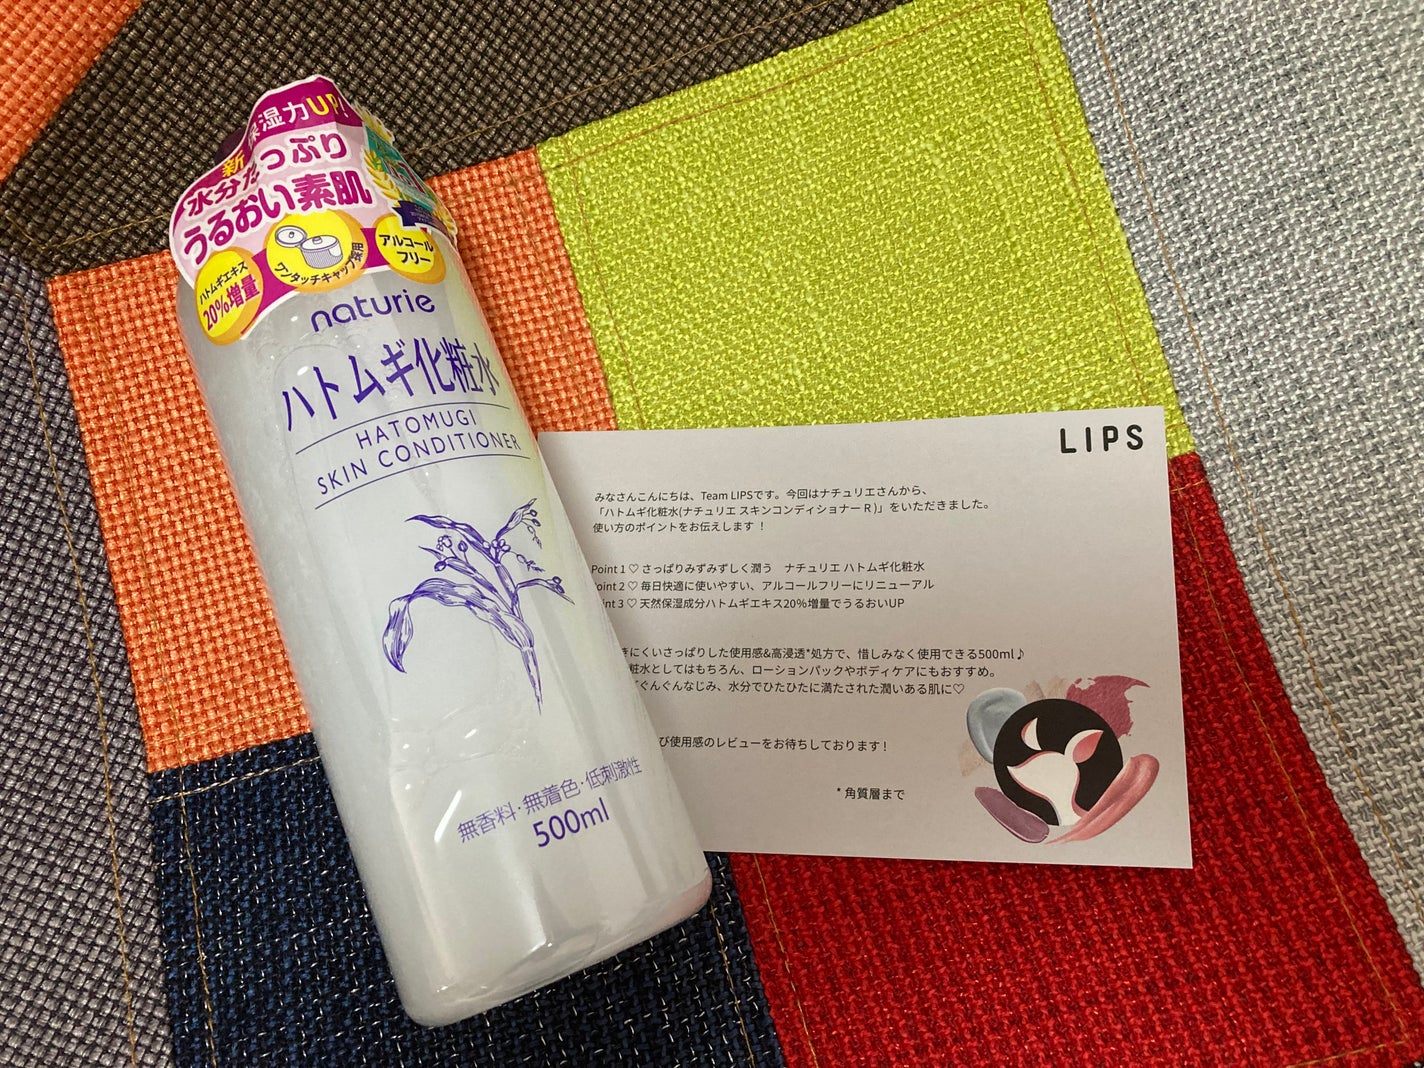 保湿力UP!
新
水分たっぷり
うるおい素肌
ハトムギエキス
20%増量
ワンタッチキャップ採用
アルコール
フリー
naturie
ハトムギ化粧水
HATOMUGI
SKIN CONDITIONER
無香料・無着色・低刺激性
500ml
LIPS
みなさんこんにちは、Team LIPSです。今回はナチュリエさんから、
「ハトムギ化粧水(ナチュリエ スキンコンディショナー R )」をいただきました。
使い方のポイントをお伝えします！
Point 1 ♡ さっぱりみずみずしく潤う　ナチュリエ ハトムギ化粧水
Point 2 ♡ 毎日快適に使いやすい、アルコールフリーにリニューアル
int 3 ♡ 天然保湿成分ハトムギエキス20%増量でうるおいUP
きにくいさっぱりした使用感&高浸透*処方で、惜しみなく使用できる500ml♪
粧水としてはもちろん、ローションパックやボディケアにもおすすめ。
ぐんぐんなじみ、水分でひたひたに満たされた潤いある肌に♡
び使用感のレビューをお待ちしております！
* 角質層まで